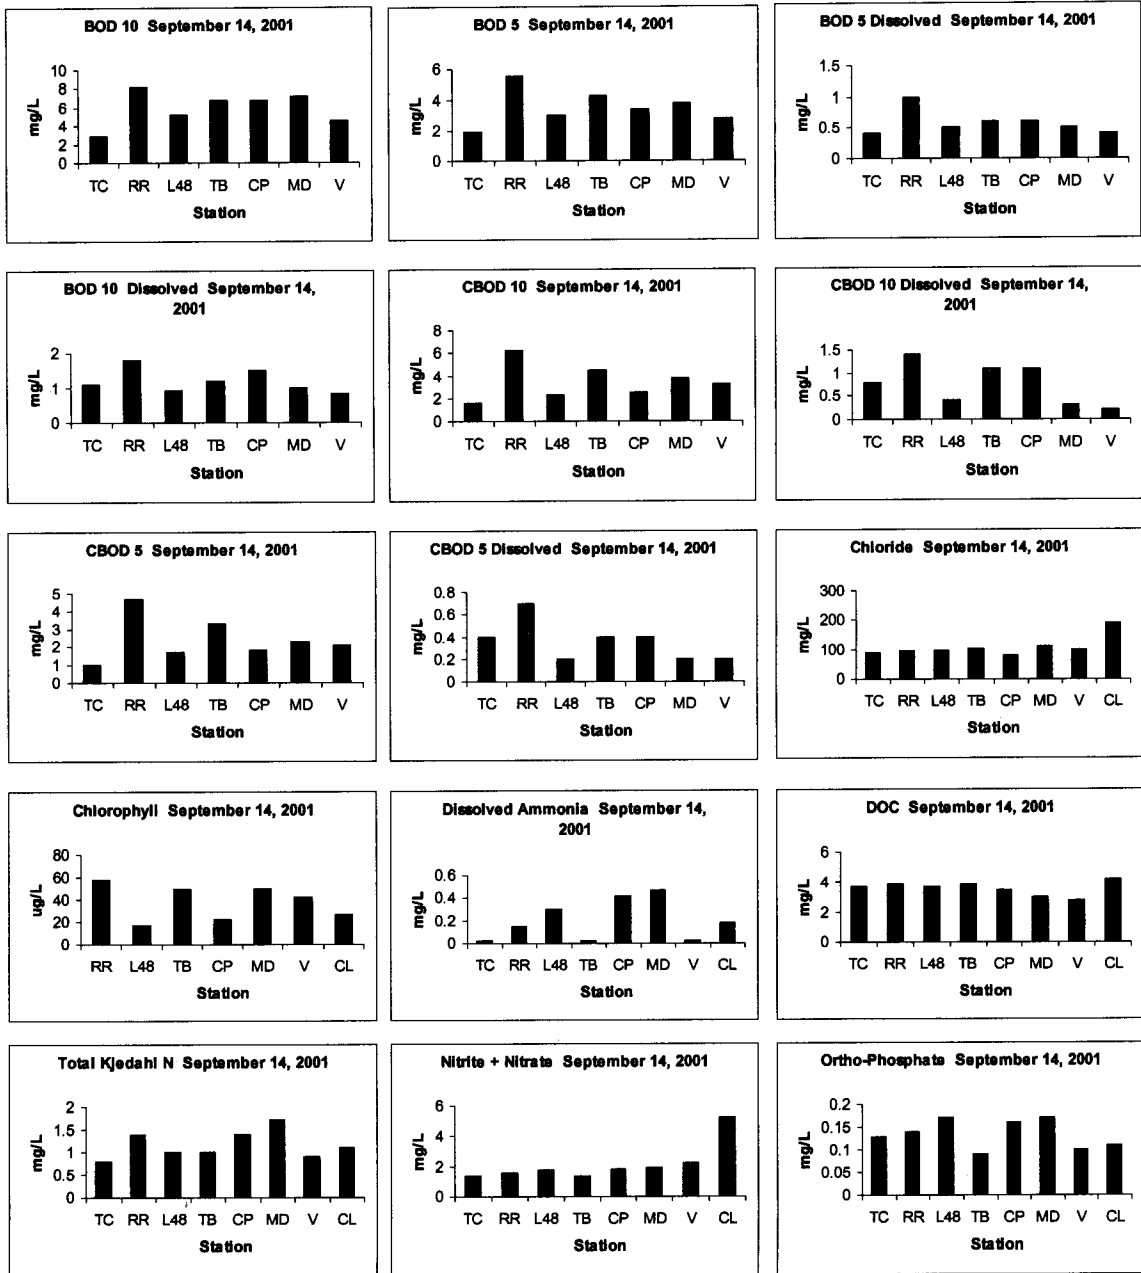 BOD 10 September 14, 2001
10
8
6
4
2
0
mg/L
TC RR L48 TB CP MD V
Station
BOD 5 September 14, 2001
6
4
2
0
mg/L
TC RR L48 TB CP MD V
Station
BOD 5 Dissolved September 14, 2001
1.5
1
0.5
0
mg/L
TC RR L48 TB CP MD V
Station
BOD 10 Dissolved September 14,
2001
2
1
0
mg/L
TC RR L48 TB CP MD V
Station
CBOD 10 September 14, 2001
8
6
4
2
0
mg/L
TC RR L48 TB CP MD V
Station
CBOD 10 Dissolved September 14,
2001
1.5
1
0.5
0
mg/L
TC RR L48 TB CP MD V
Station
CBOD 5 September 14, 2001
5
4
3
2
1
0
mg/L
TC RR L48 TB CP MD V
Station
CBOD 5 Dissolved September 14, 2001
0.8
0.6
0.4
0.2
0
mg/L
TC RR L48 TB CP MD V
Station
Chloride September 14, 2001
300
200
100
0
mg/L
TC RR L48 TB CP MD V CL
Station
Chlorophyll September 14, 2001
80
60
40
20
0
ug/L
RR L48 TB CP MD V CL
Station
Dissolved Ammonia September 14,
2001
0.6
0.4
0.2
0
mg/L
TC RR L48 TB CP MD V CL
Station
DOC September 14, 2001
6
4
2
0
mg/L
TC RR L48 TB CP MD V CL
Station
Total Kjedahl N September 14, 2001
2
1.5
1
0.5
0
mg/L
TC RR L48 TB CP MD V CL
Station
Nitrite + Nitrate September 14, 2001
6
4
2
0
mg/L
TC RR L48 TB CP MD V CL
Station
Ortho-Phosphate September 14, 2001
0.2
0.15
0.1
0.05
0
mg/L
TC RR L48 TB CP MD V CL
Station